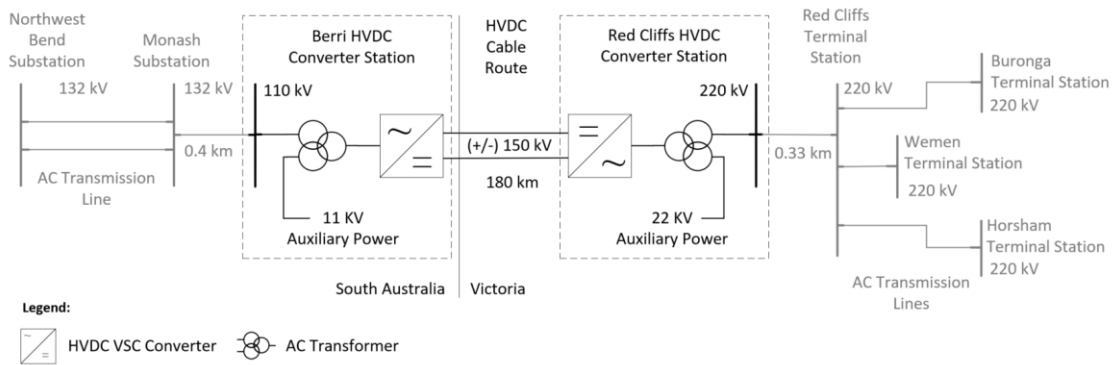 Northwest
Bend
Substation
132 kV
Monash
Substation
132 kV
0.4 km
AC Transmission
Line
Berri HVDC
Converter Station
110 kV
11 KV
Auxiliary Power
HVDC
Cable
Route
(+/-) 150 kV
180 km
South Australia
Victoria
Red Cliffs HVDC
Converter Station
220 kV
22 KV
Auxiliary Power
0.33 km
Red Cliffs
Terminal
Station
220 kV
Buronga
Terminal Station
220 kV
Wemen
Terminal Station
220 kV
Horsham
Terminal Station
220 kV
AC Transmission
Lines
Legend:
~
=
HVDC VSC Converter
AC Transformer